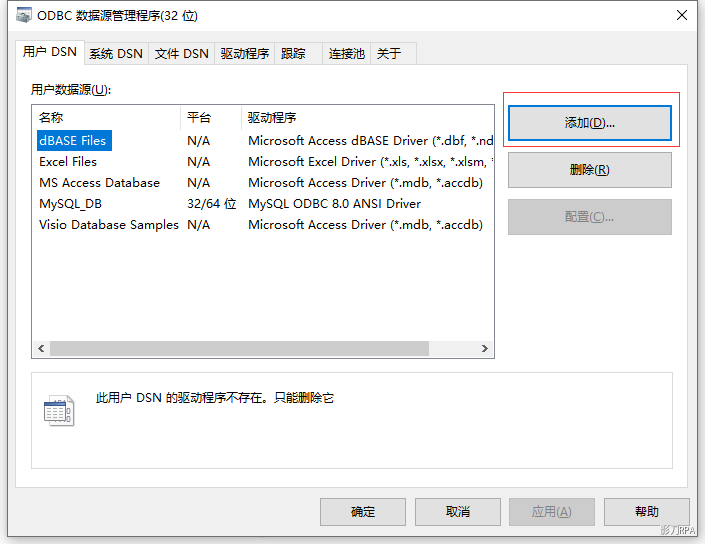 ODBC 数据源管理程序(32 位)
用户 DSN 系统 DSN 文件 DSN 驱动程序 跟踪 连接池 关于
用户数据源(U):
名称 平台 驱动程序
dBASE Files N/A Microsoft Access dBASE Driver (*.dbf, *.nd
Excel Files N/A Microsoft Excel Driver (*.xls, *.xlsx, *.xlsm, *
MS Access Database N/A Microsoft Access Driver (*.mdb, *.accdb)
MySQL_DB 32/64 位 MySQL ODBC 8.0 ANSI Driver
Visio Database Samples N/A Microsoft Access Driver (*.mdb, *.accdb)
添加(D)...
删除(R)
配置(C)...
此用户 DSN 的驱动程序不存在。只能删除它
确定 取消 应用(A) 帮助
影刀RPA